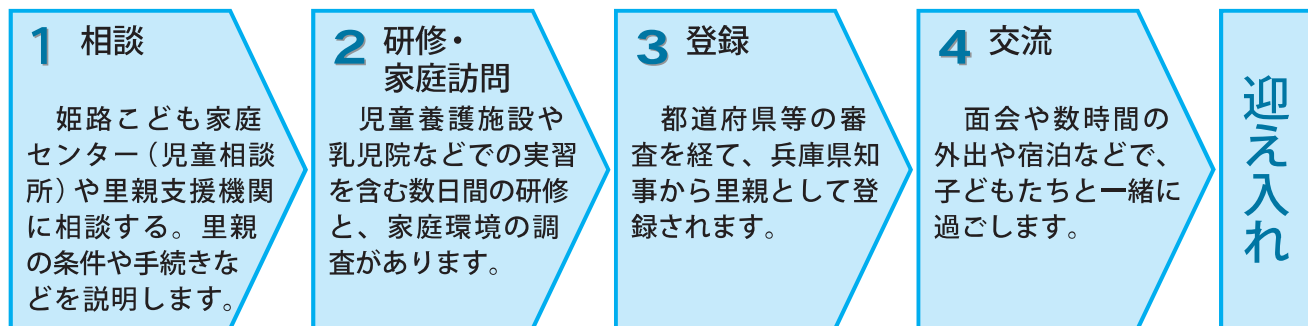 1 相談
姫路こども家庭
センター（児童相談
所）や里親支援機関
に相談する。里親
の条件や手続きな
どを説明します。
2 研修・
家庭訪問
児童養護施設や
乳児院などでの実習
を含む数日間の研修
と、家庭環境の調
査があります。
3 登録
都道府県等の審
査を経て、兵庫県知
事から里親として登
録されます。
4 交流
面会や数時間の
外出や宿泊などで、
子どもたちと一緒に
過ごします。
迎え入れ